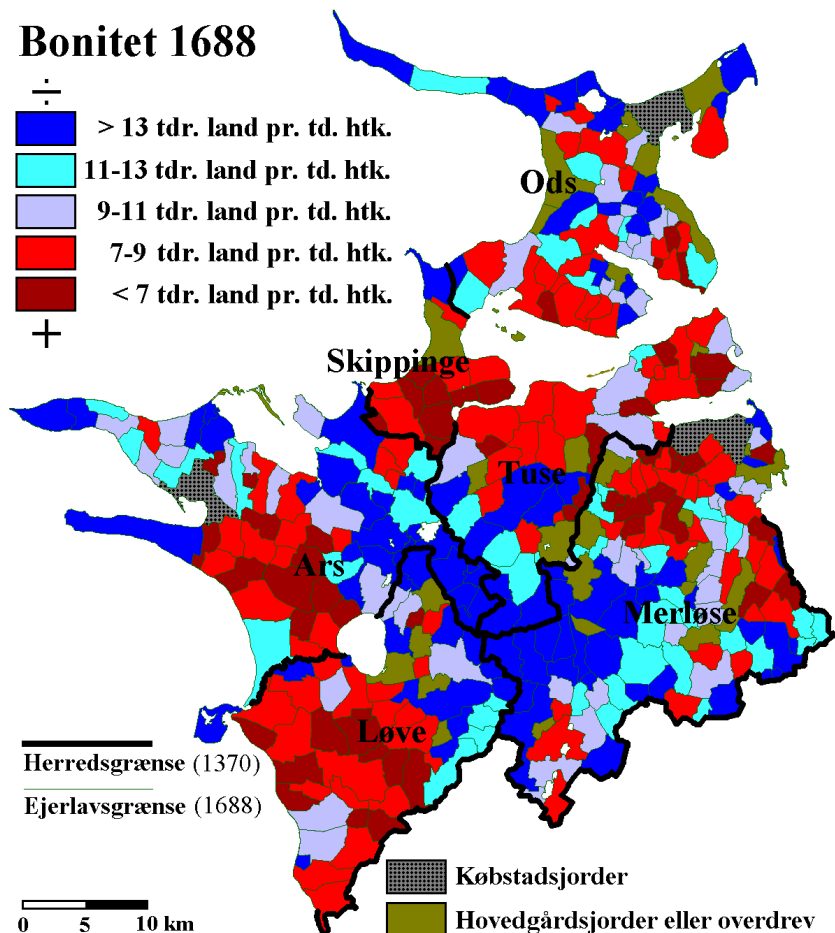 Bonitet 1688
÷
> 13 tdr. land pr. td. htk.
11-13 tdr. land pr. td. htk.
9-11 tdr. land pr. td. htk.
7-9 tdr. land pr. td. htk.
< 7 tdr. land pr. td. htk.
+
Ods
Skippinge
Tuse
Ars
Merløse
Løve
Herredsgrænse (1370)
Ejerlavsgrænse (1688)
0 5 10 km
Købstadsjorder
Hovedgårdsjorder eller overdrev